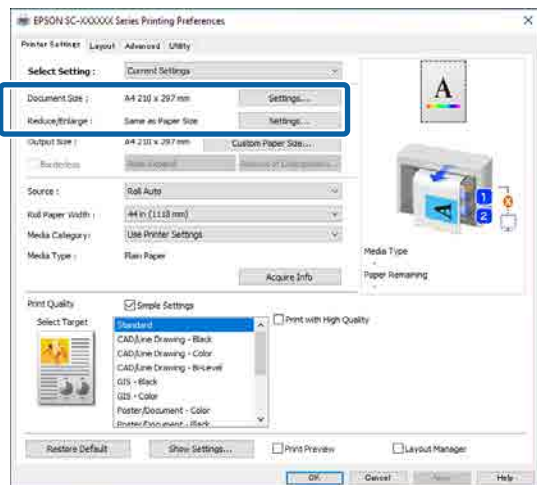 EPSON SC-XXXXXX Series Printing Preferences
Printer Settings Layout Advanced Utility
Select Setting : Current Settings
Document Size : A4 210 x 297 mm Settings...
Reduce/Enlarge : Same as Paper Size Settings...
Output Size : A4 210 x 297 mm Custom Paper Size...
Borderless
Source : Roll Auto
Roll Paper Width : 44 in (1118 mm)
Media Category: Use Printer Settings
Media Type : Plain Paper
Acquire Info
A
A
1
2
Media Type
-
Paper Remaining
-
Print Quality Simple Settings
Select Target
Standard
CAD/Line Drawing - Black
CAD/Line Drawing - Color
CAD/Line Drawing - Bi-Level
GIS - Black
GIS - Color
Poster/Document - Color
Poster/Document - Black
Print with High Quality
Restore Default Show Settings... Print Preview Layout Manager
OK Cancel Help